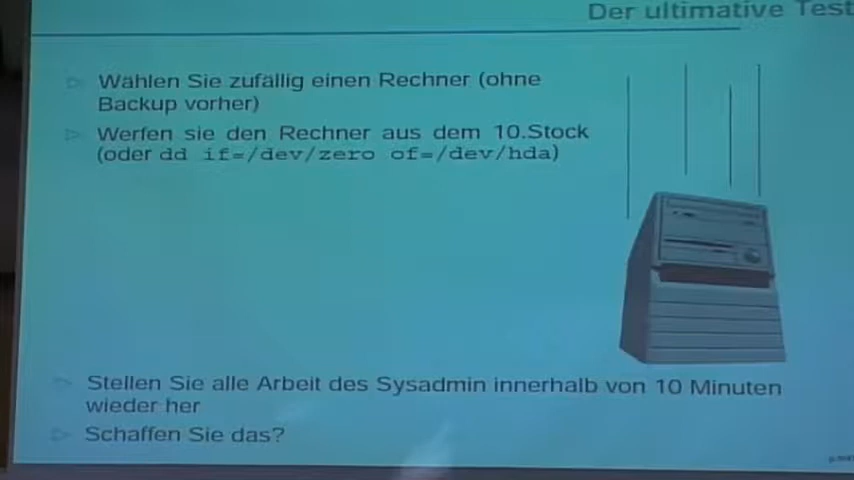 Der ultimative Test
Wählen Sie zufällig einen Rechner (ohne
Backup vorher)
Werfen sie den Rechner aus dem 10.Stock
(oder dd if=/dev/zero of=/dev/hda)
Stellen Sie alle Arbeit des Sysadmin innerhalb von 10 Minuten
wieder her
Schaffen Sie das?